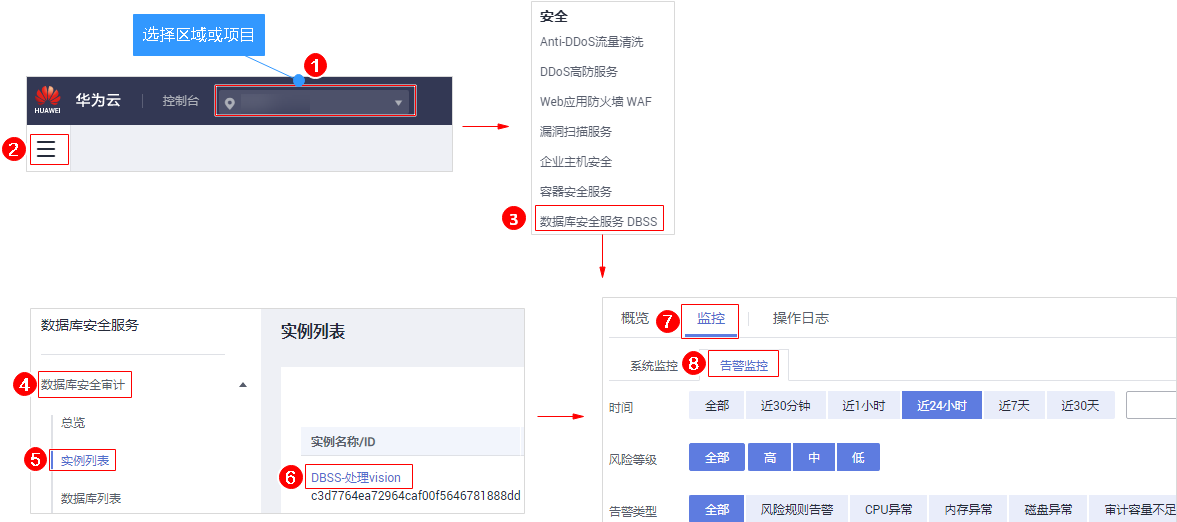 选择区域或项目
1
HUAWEI
华为云
控制台
2
安全
Anti-DDoS流量清洗
DDoS高防服务
Web应用防火墙 WAF
漏洞扫描服务
企业主机安全
容器安全服务
3
数据库安全服务 DBSS
数据库安全服务
4
数据库安全审计
总览
5
实例列表
数据库列表
实例列表
实例名称/ID
6
DBSS-处理vision
c3d7764ea72964caf00f5646781888dd
概览
7
监控
操作日志
系统监控
8
告警监控
时间
全部
近30分钟
近1小时
近24小时
近7天
近30天
风险等级
全部
高
中
低
告警类型
全部
风险规则告警
CPU异常
内存异常
磁盘异常
审计容量不足